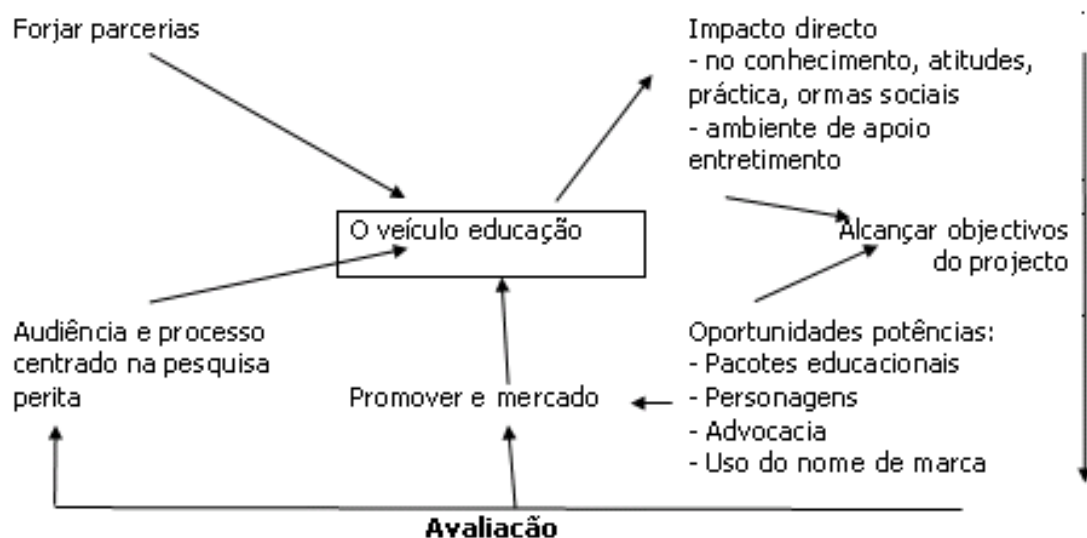 Forjar parcerias
Impacto directo
- no conhecimento, atitudes,
práctica, ormas sociais
- ambiente de apoio
entretimento
O veículo educação
Alcançar objectivos
do projecto
Audiência e processo
centrado na pesquisa
perita
Promover e mercado
Oportunidades potências:
- Pacotes educacionais
- Personagens
- Advocacia
- Uso do nome de marca
Avaliação